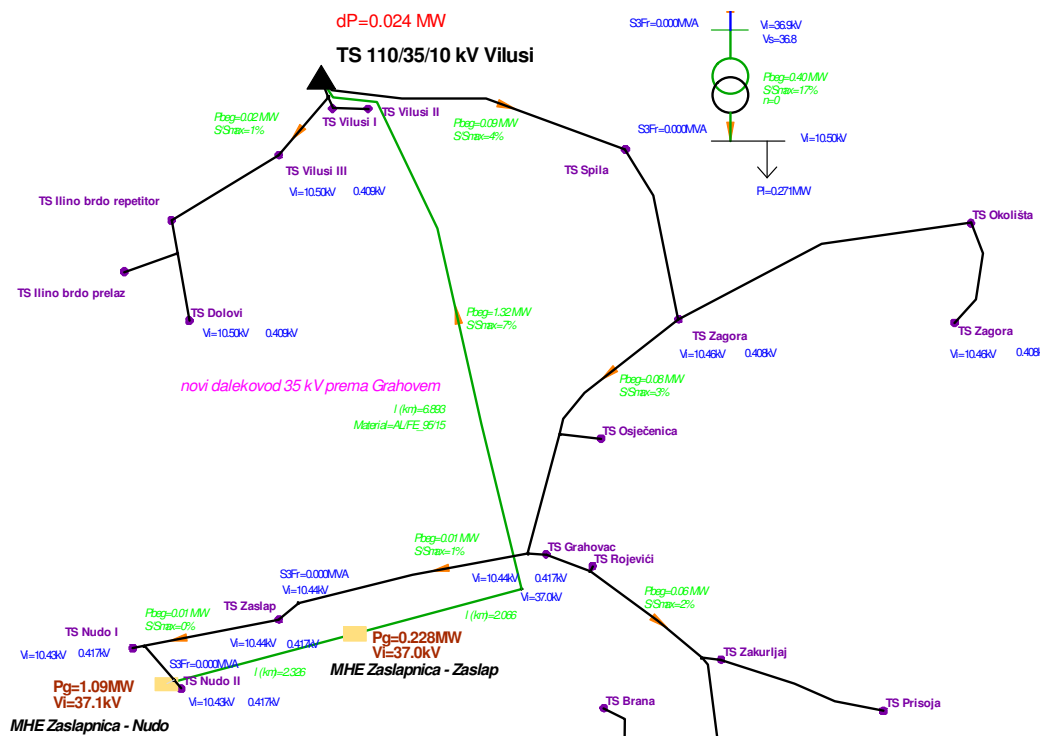 dP=0.024 MW
TS 110/35/10 kV Vilusi
S3Fr=0.000MVA
Vi=36.9kV
Vs=36.8
Pbeg=0.40 MW
S/Smax=17%
n=0
S3Fr=0.000MVA
Vi=10.50kV
Pl=0.271MW
Pbeg=0.02 MW
S/Smax=1%
TS Vilusi I
TS Vilusi II
Pbeg=0.09 MW
S/Smax=4%
TS Spila
TS Vilusi III
Vi=10.50kV 0.409kV
TS Ilino brdo repetitor
TS Okolišta
TS Ilino brdo prelaz
TS Dolovi
Vi=10.50kV 0.409kV
Pbeg=1.32 MW
S/Smax=7%
TS Zagora
Vi=10.46kV 0.408kV
TS Zagora
Vi=10.46kV 0.408k
novi dalekovod 35 kV prema Grahovem
Pbeg=0.08 MW
S/Smax=3%
l (km)=6.893
Material=AL/FE_95/15
TS Osječenica
Pbeg=0.01 MW
S/Smax=1%
TS Grahovac
TS Rojevići
S3Fr=0.000MVA
Vi=10.44kV
Vi=10.44kV 0.417kV
Vi=37.0kV
Pbeg=0.06 MW
S/Smax=2%
Pbeg=0.01 MW
S/Smax=0%
TS Zaslap
l (km)=2.066
TS Nudo I
Vi=10.44kV 0.417kV
Vi=10.43kV 0.417kV
Pg=0.228MW
Vi=37.0kV
MHE Zaslapnica - Zaslap
S3Fr=0.000MVA
l (km)=2.326
TS Zakurljaj
Pg=1.09MW
Vi=37.1kV
TS Nudo II
Vi=10.43kV 0.417kV
MHE Zaslapnica - Nudo
TS Brana
TS Prisoja